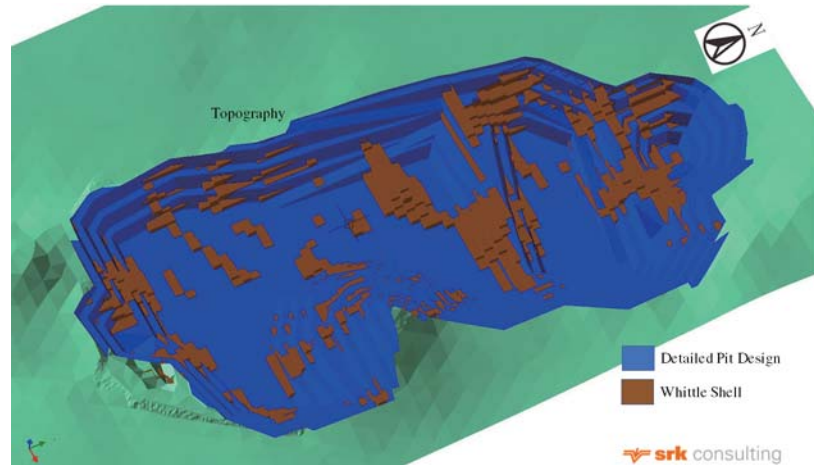 N
Topography
Detailed Pit Design
Whittle Shell
srk consulting